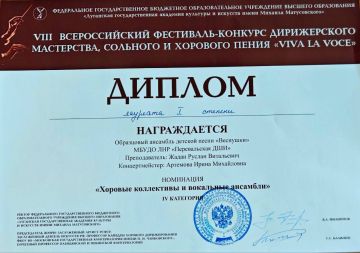 ФЕДЕРАЛЬНОЕ ГОСУДАРСТВЕННОЕ БЮДЖЕТНОЕ ОБРАЗОВАТЕЛЬНОЕ УЧРЕЖДЕНИЕ ВЫСШЕГО ОБРАЗОВАНИЯ
«Луганская государственная академия культуры и искусств имени Михаила Матусовского»
VIII ВСЕРОССИЙСКИЙ ФЕСТИВАЛЬ-КОНКУРС ДИРИЖЕРСКОГО
МАСТЕРСТВА, СОЛЬНОГО И ХОРОВОГО ПЕНИЯ «VIVA LA VOCE»
ДИПЛОМ
лауреата I степени
НАГРАЖДАЕТСЯ
Образцовый ансамбль детской песни «Веснушки»
МБУДО ЛНР «Перевальская ДШИ»
Преподаватель: Жадан Руслан Витальевич
Концертмейстер: Артемова Ирина Михайловна
НОМИНАЦИЯ
«Хоровые коллективы и вокальные ансамбли»
IV КАТЕГОРИЯ